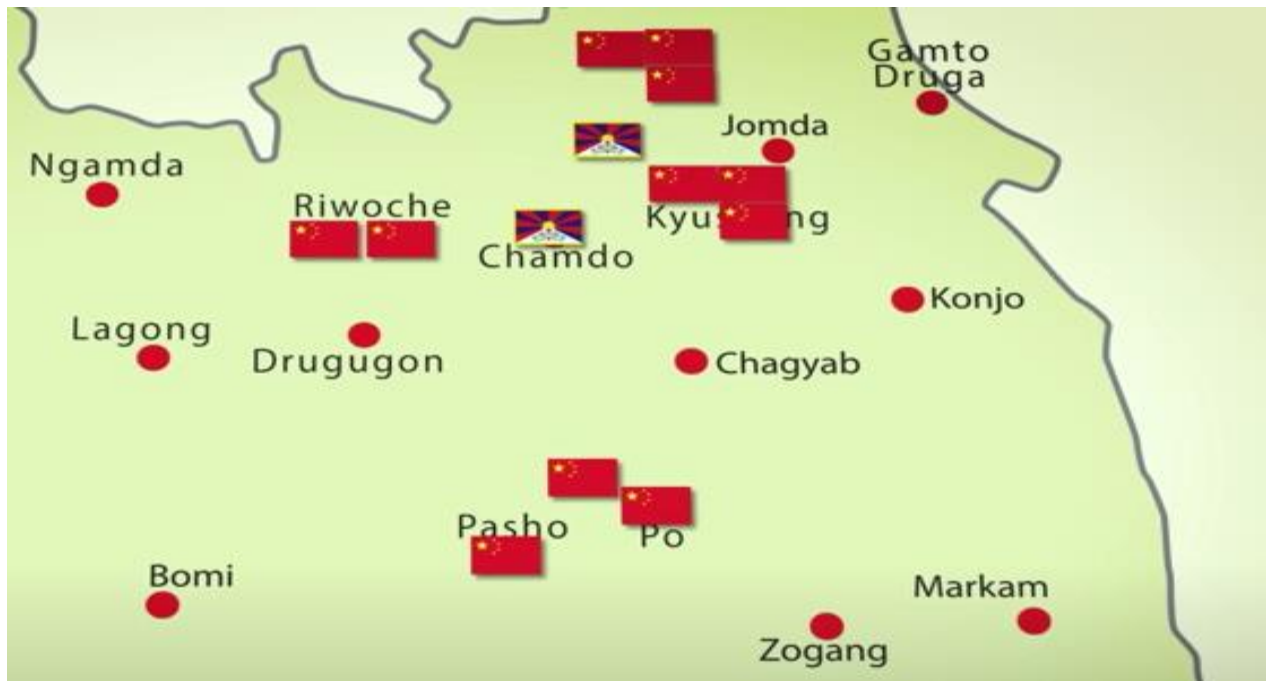 Gamto
Druga
Jomda
Ngamda
Riwoche
Chamdo
Konjo
Lagong
Drugugon
Chagyab
Pasho
Po
Bomi
Markam
Zogang